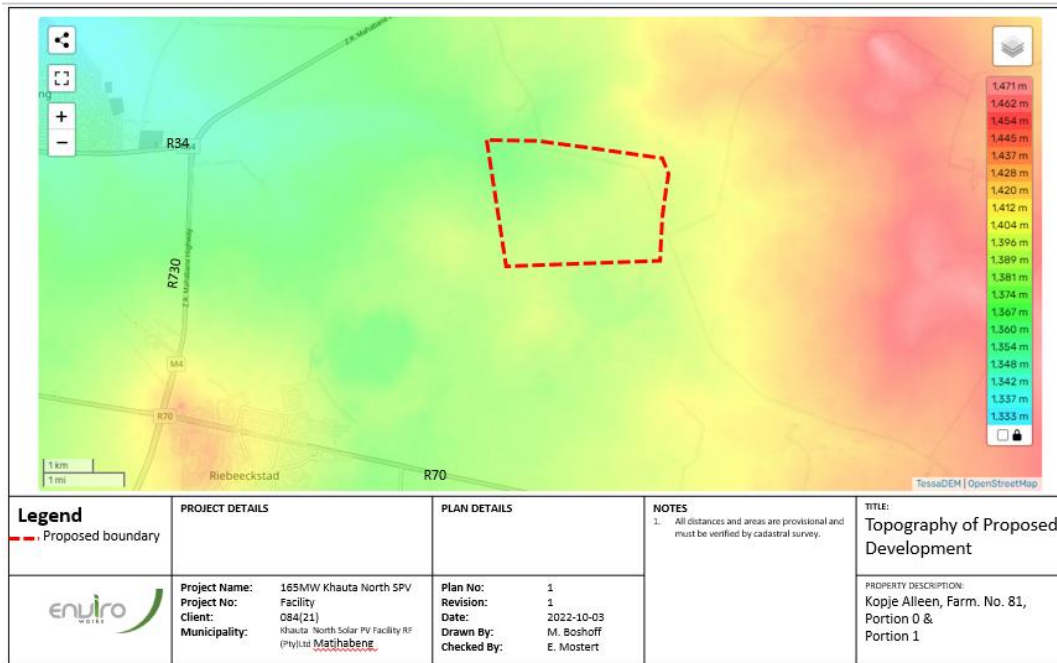 ng
Z.R. Mahabane Highway
R34
R730
Z.R. Mahabane Highway
M4
R70
Riebeeckstad
R70
+
−
1 km
1 mi
1,471 m
1,462 m
1,454 m
1,445 m
1,437 m
1,428 m
1,420 m
1,412 m
1,404 m
1,396 m
1,389 m
1,381 m
1,374 m
1,367 m
1,360 m
1,354 m
1,348 m
1,342 m
1,337 m
1,333 m
TessaDEM | OpenStreetMap
Legend
Proposed boundary
enviro
works
PROJECT DETAILS
Project Name: 165MW Khauta North SPV
Project No: Facility
Client: 084(21)
Municipality: Khauta North Solar PV Facility RF
(Pty)Ltd Matjhabeng
PLAN DETAILS
Plan No: 1
Revision: 1
Date: 2022-10-03
Drawn By: M. Boshoff
Checked By: E. Mostert
NOTES
1. All distances and areas are provisional and
must be verified by cadastral survey.
TITLE:
Topography of Proposed
Development
PROPERTY DESCRIPTION:
Kopje Alleen, Farm. No. 81,
Portion 0 &
Portion 1